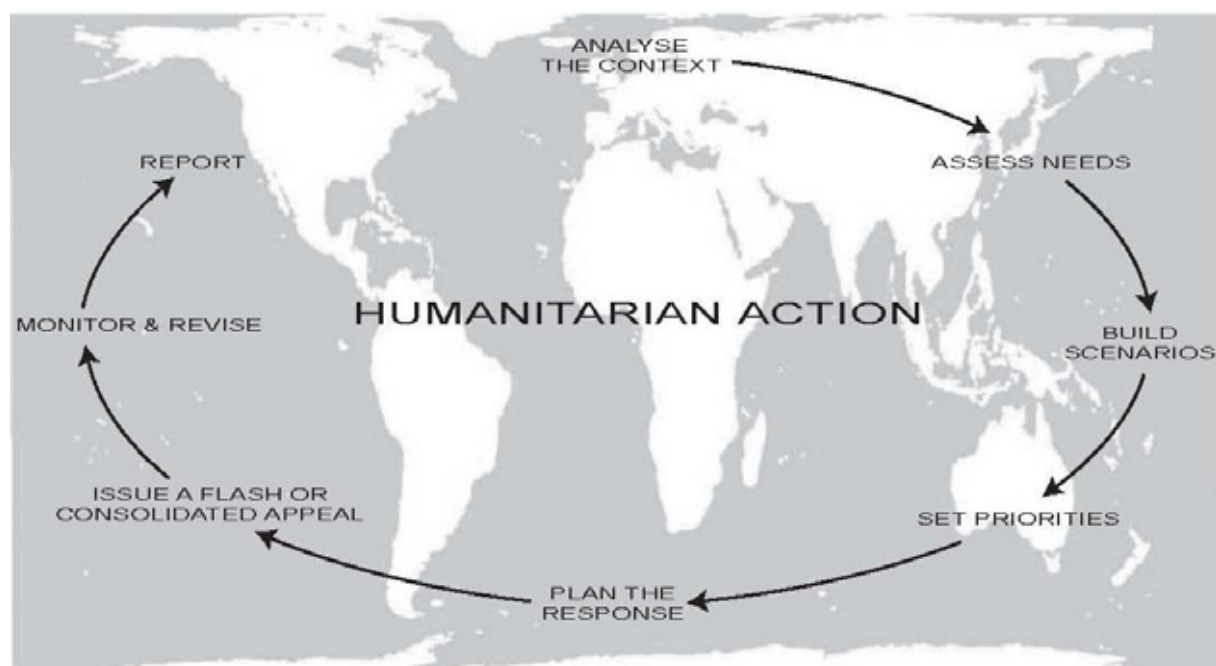 ANALYSE
THE CONTEXT
ASSESS NEEDS
BUILD
SCENARIOS
SET PRIORITIES
PLAN THE
RESPONSE
ISSUE A FLASH OR
CONSOLIDATED APPEAL
MONITOR & REVISE
REPORT
HUMANITARIAN ACTION